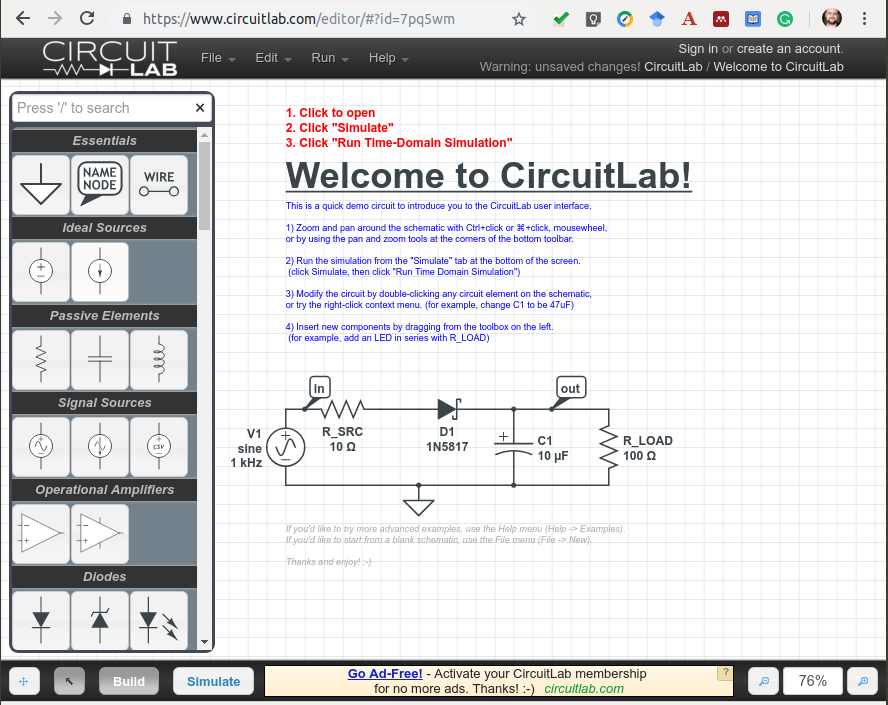 https://www.circuitlab.com/editor/#?id=7pq5wm
CIRCUIT
LAB
File
Edit
Run
Help
Sign in or create an account.
Warning: unsaved changes! CircuitLab / Welcome to CircuitLab
Press '/' to search
×
Essentials
NAME
NODE
WIRE
Ideal Sources
Passive Elements
Signal Sources
csv
Operational Amplifiers
Diodes
1. Click to open
2. Click "Simulate"
3. Click "Run Time-Domain Simulation"
Welcome to CircuitLab!
This is a quick demo circuit to introduce you to the CircuitLab user interface.
1) Zoom and pan around the schematic with Ctrl+click or ⌘+click, mousewheel,
or by using the pan and zoom tools at the corners of the bottom toolbar.
2) Run the simulation from the "Simulate" tab at the bottom of the screen.
(click Simulate, then click "Run Time Domain Simulation")
3) Modify the circuit by double-clicking any circuit element on the schematic,
or try the right-click context menu. (for example, change C1 to be 47uF)
4) Insert new components by dragging from the toolbox on the left.
(for example, add an LED in series with R_LOAD)
in
out
V1
sine
1 kHz
R_SRC
10 Ω
D1
1N5817
C1
10 µF
R_LOAD
100 Ω
If you'd like to try more advanced examples, use the Help menu (Help -> Examples).
If you'd like to start from a blank schematic, use the File menu (File -> New).
Thanks and enjoy! :-)
Build
Simulate
Go Ad-Free! - Activate your CircuitLab membership
for no more ads. Thanks! :-) circuitlab.com
?
76%